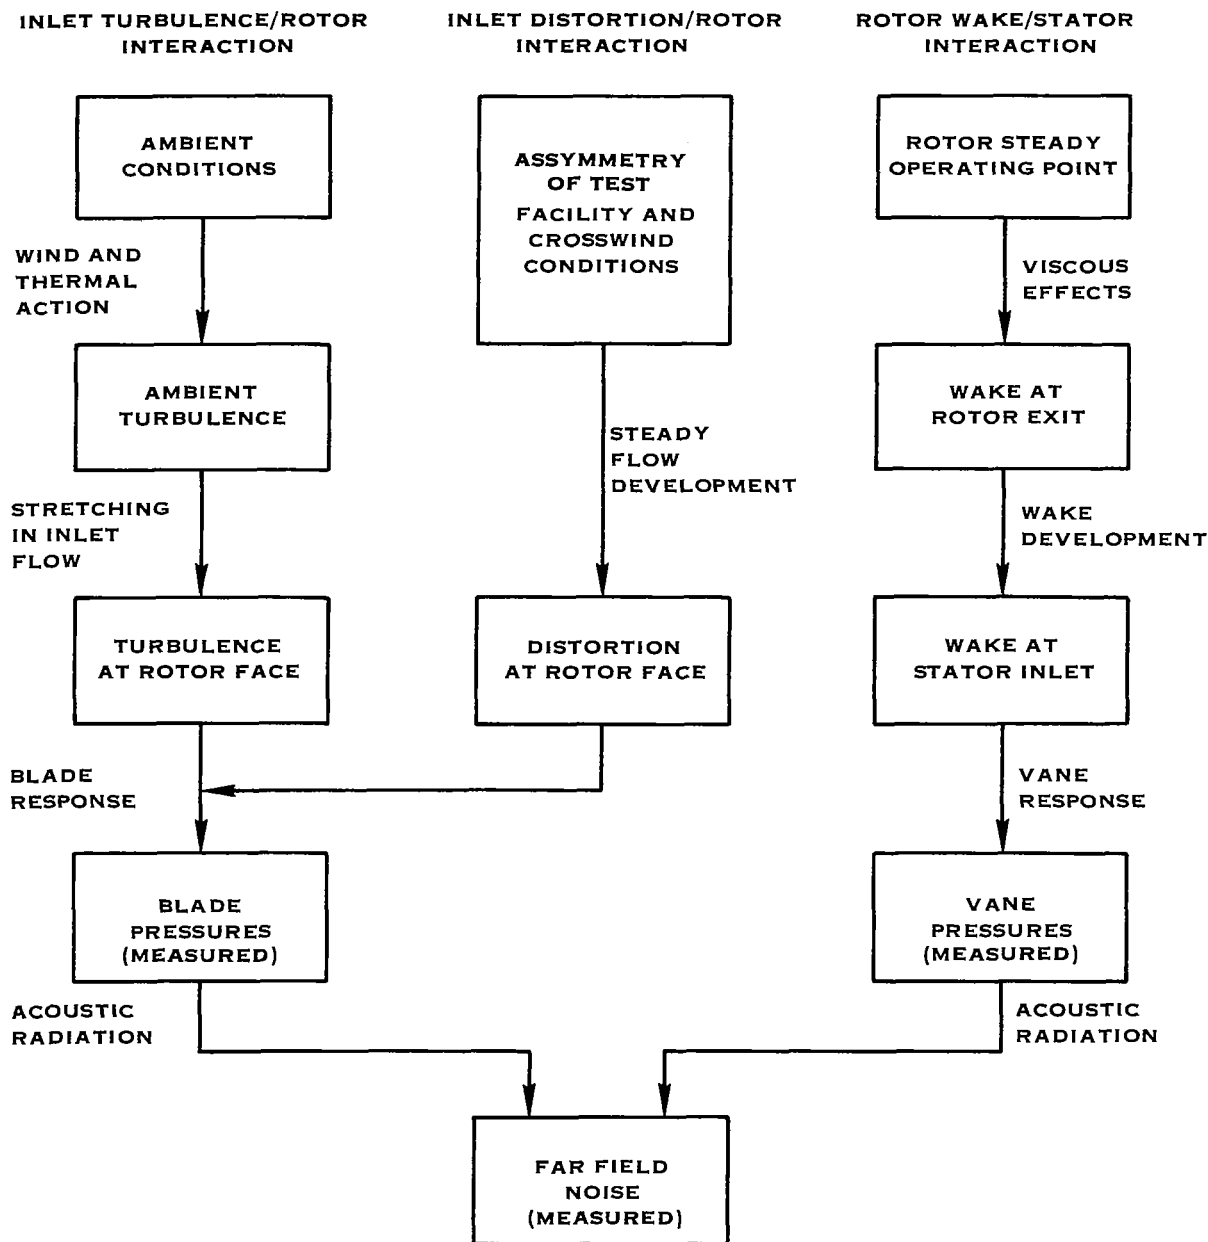 INLET TURBULENCE/ROTOR
INTERACTION
INLET DISTORTION/ROTOR
INTERACTION
ROTOR WAKE/STATOR
INTERACTION
AMBIENT
CONDITIONS
ASSYMMETRY
OF TEST
FACILITY AND
CROSSWIND
CONDITIONS
ROTOR STEADY
OPERATING POINT
WIND AND
THERMAL
ACTION
VISCOUS
EFFECTS
AMBIENT
TURBULENCE
WAKE AT
ROTOR EXIT
STEADY
FLOW
DEVELOPMENT
STRETCHING
IN INLET
FLOW
WAKE
DEVELOPMENT
TURBULENCE
AT ROTOR FACE
DISTORTION
AT ROTOR FACE
WAKE AT
STATOR INLET
BLADE
RESPONSE
VANE
RESPONSE
BLADE
PRESSURES
(MEASURED)
VANE
PRESSURES
(MEASURED)
ACOUSTIC
RADIATION
ACOUSTIC
RADIATION
FAR FIELD
NOISE
(MEASURED)